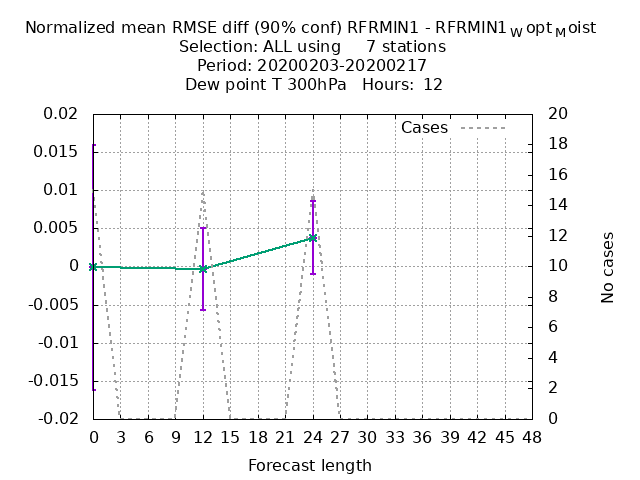 Normalized mean RMSE diff (90% conf) RFRMIN1 - RFRMIN1WoptMoist
Selection: ALL using 7 stations
Period: 20200203-20200217
Dew point T 300hPa Hours: 12
Cases
0.02
0.015
0.01
0.005
0
-0.005
-0.01
-0.015
-0.02
20
18
16
14
12
10
8
6
4
2
0
No cases
0 3 6 9 12 15 18 21 24 27 30 33 36 39 42 45 48
Forecast length